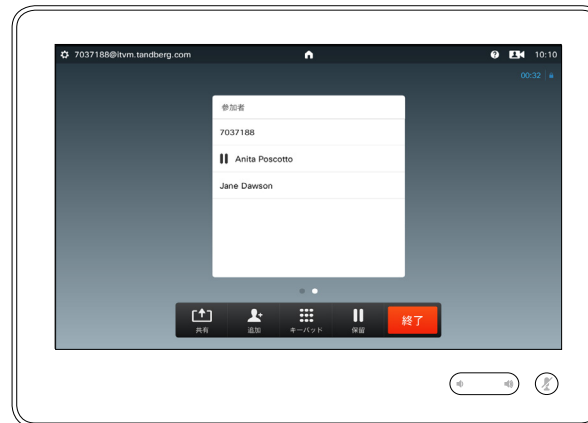 7037188@itvm.tandberg.com
10:10
00:32
参加者
7037188
Anita Poscotto
Jane Dawson
共有 追加 キーパッド 保留 終了